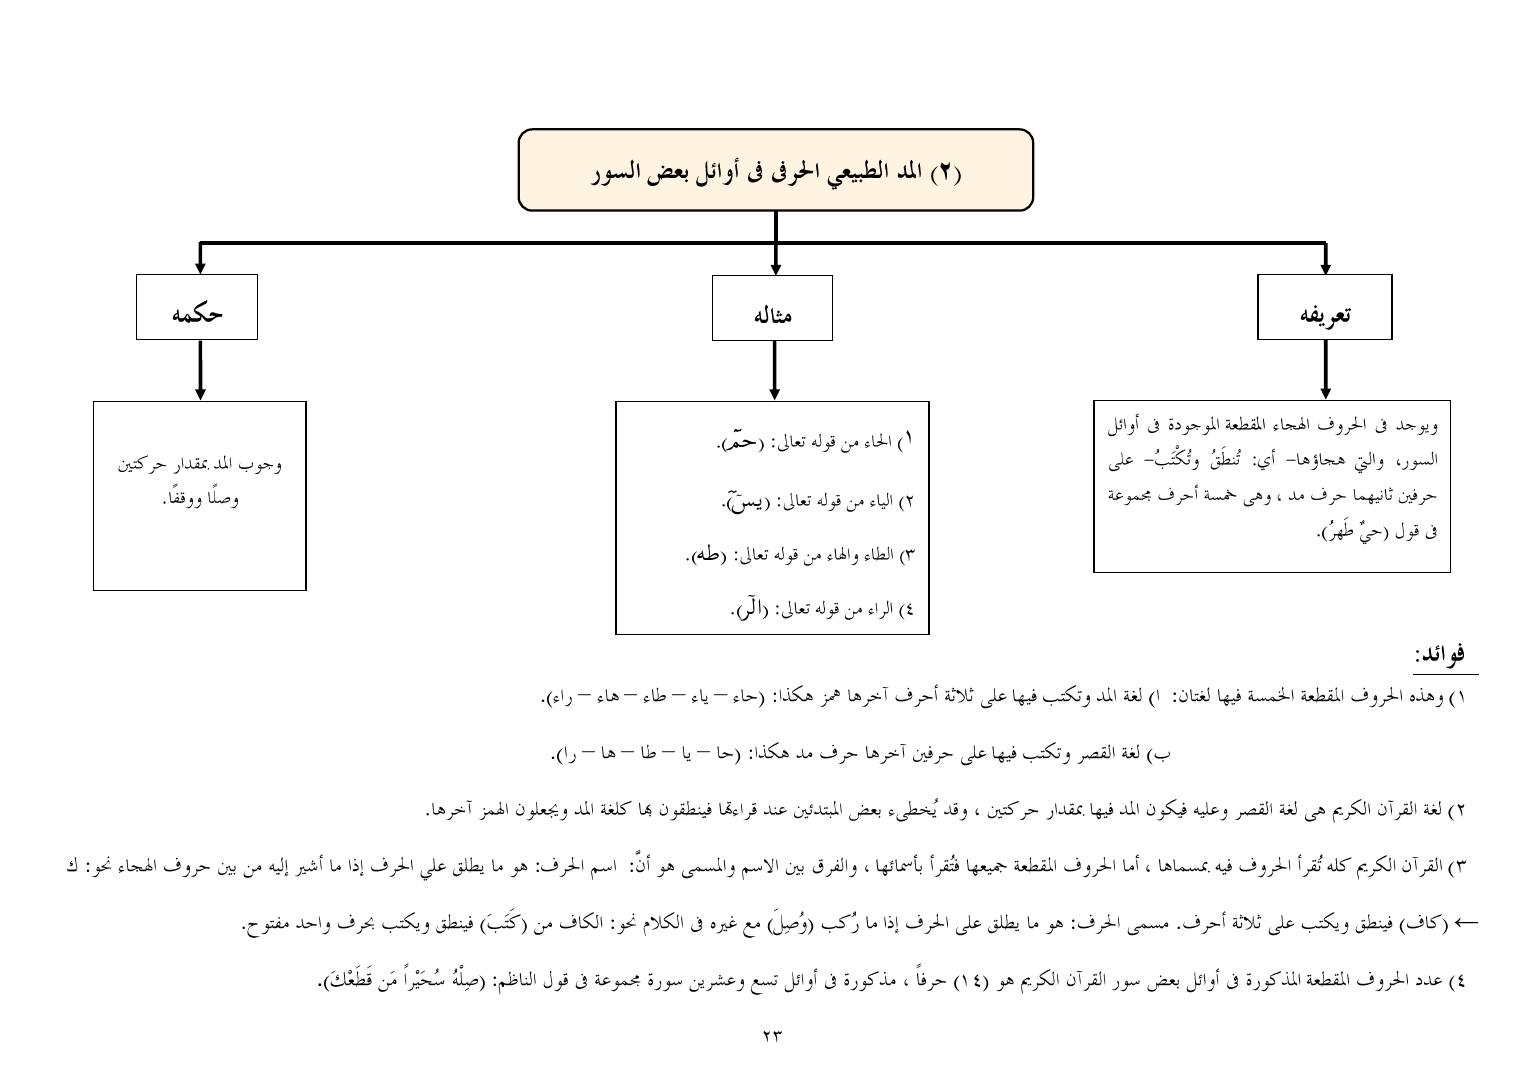 (٢) المد الطبيعي الحرفى فى أوائل بعض السور
تعريفه
مثاله
حكمه
ويوجد فى الحروف الهجاء المقطعة الموجودة فى أوائل
السور، والتي هجاؤها– أي: تُنطَقُ وتُكْتَبُ– على
حرفين ثانيهما حرف مد ، وهى خمسة أحرف مجموعة
فى قول (حيٌ طَهرُ).
١) الحاء من قوله تعالى: (حمٓ).
٢) الياء من قوله تعالى: (يسٓ).
٣) الطاء والهاء من قوله تعالى: (طه).
٤) الراء من قوله تعالى: (الٓر).
وجوب المد بمقدار حركتين
وصلًا ووقفًا.
فوائد:
١) وهذه الحروف المقطعة الخمسة فيها لغتان: ا) لغة المد وتكتب فيها على ثلاثة أحرف آخرها همز هكذا: (حاء – ياء – طاء – هاء – راء).
ب) لغة القصر وتكتب فيها على حرفين آخرها حرف مد هكذا: (حا – يا – طا – ها – را).
٢) لغة القرآن الكريم هى لغة القصر وعليه فيكون المد فيها بمقدار حركتين ، وقد يُخطىء بعض المبتدئين عند قراءتها فينطقون بها كلغة المد ويجعلون الهمز آخرها.
٣) القرآن الكريم كله تُقرأ الحروف فيه بمسماها ، أما الحروف المقطعة جميعها فتُقرأ بأسمائها ، والفرق بين الاسم والمسمى هو أنَّ: اسم الحرف: هو ما يطلق علي الحرف إذا ما أشير إليه من بين حروف الهجاء نحو: ك
← (كاف) فينطق ويكتب على ثلاثة أحرف. مسمى الحرف: هو ما يطلق على الحرف إذا ما رُكب (وُصِلَ) مع غيره فى الكلام نحو: الكاف من (كَتَبَ) فينطق ويكتب بحرف واحد مفتوح.
٤) عدد الحروف المقطعة المذكورة فى أوائل بعض سور القرآن الكريم هو (١٤) حرفاً ، مذكورة فى أوائل تسع وعشرين سورة مجموعة فى قول الناظم: (صِلْهُ سُحَيْراً مَن قَطَعْكَ).
٢٣